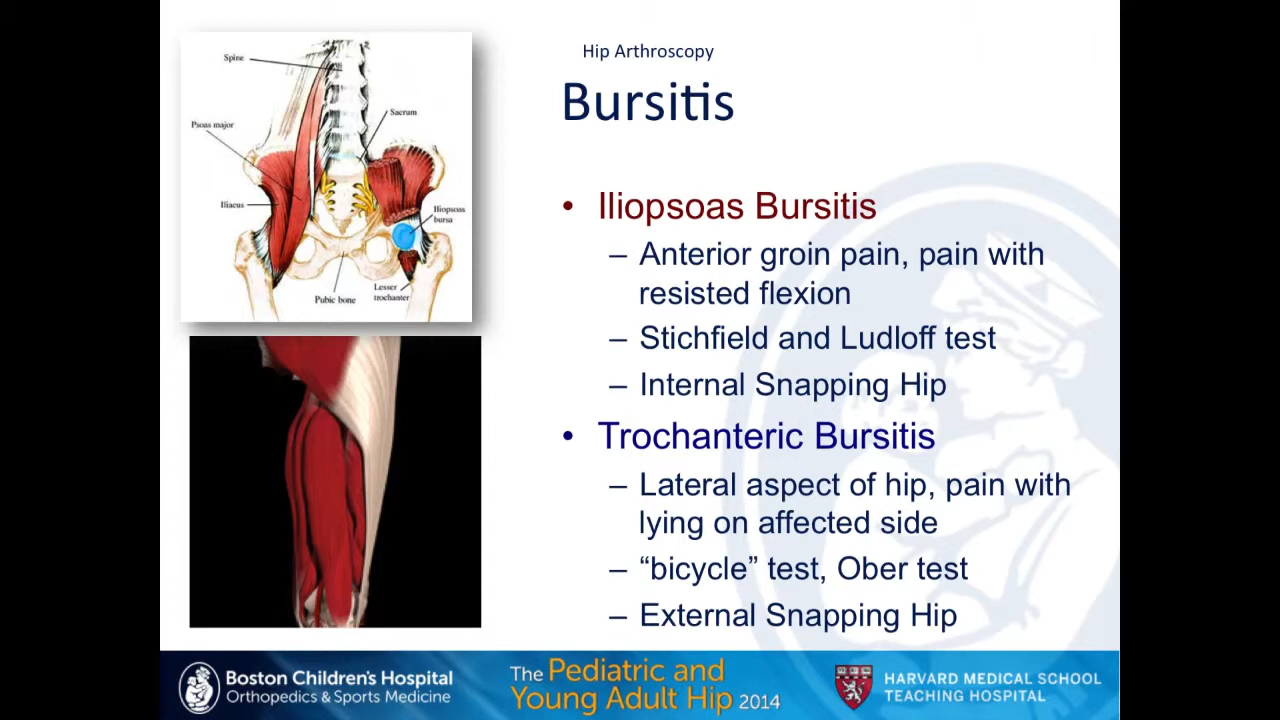 Spine
Sacrum
Psoas major
Iliacus
Iliopsoas
bursa
Lesser
trochanter
Pubic bone
Hip Arthroscopy
Bursitis
• Iliopsoas Bursitis
– Anterior groin pain, pain with
resisted flexion
– Stichfield and Ludloff test
– Internal Snapping Hip
• Trochanteric Bursitis
– Lateral aspect of hip, pain with
lying on affected side
– “bicycle” test, Ober test
– External Snapping Hip
Boston Children's Hospital
Orthopedics & Sports Medicine
The Pediatric and
Young Adult Hip 2014
HARVARD MEDICAL SCHOOL
TEACHING HOSPITAL